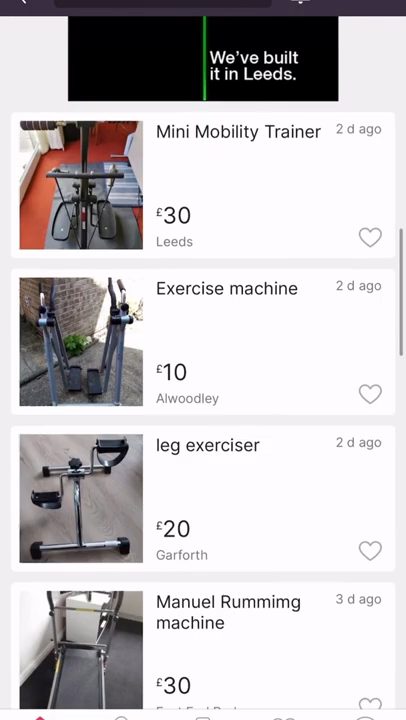 We've built
it in Leeds.
Mini Mobility Trainer
2 d ago
£30
Leeds
Exercise machine
2 d ago
£10
Alwoodley
leg exerciser
2 d ago
£20
Garforth
Manuel Rummimg
machine
3 d ago
£30